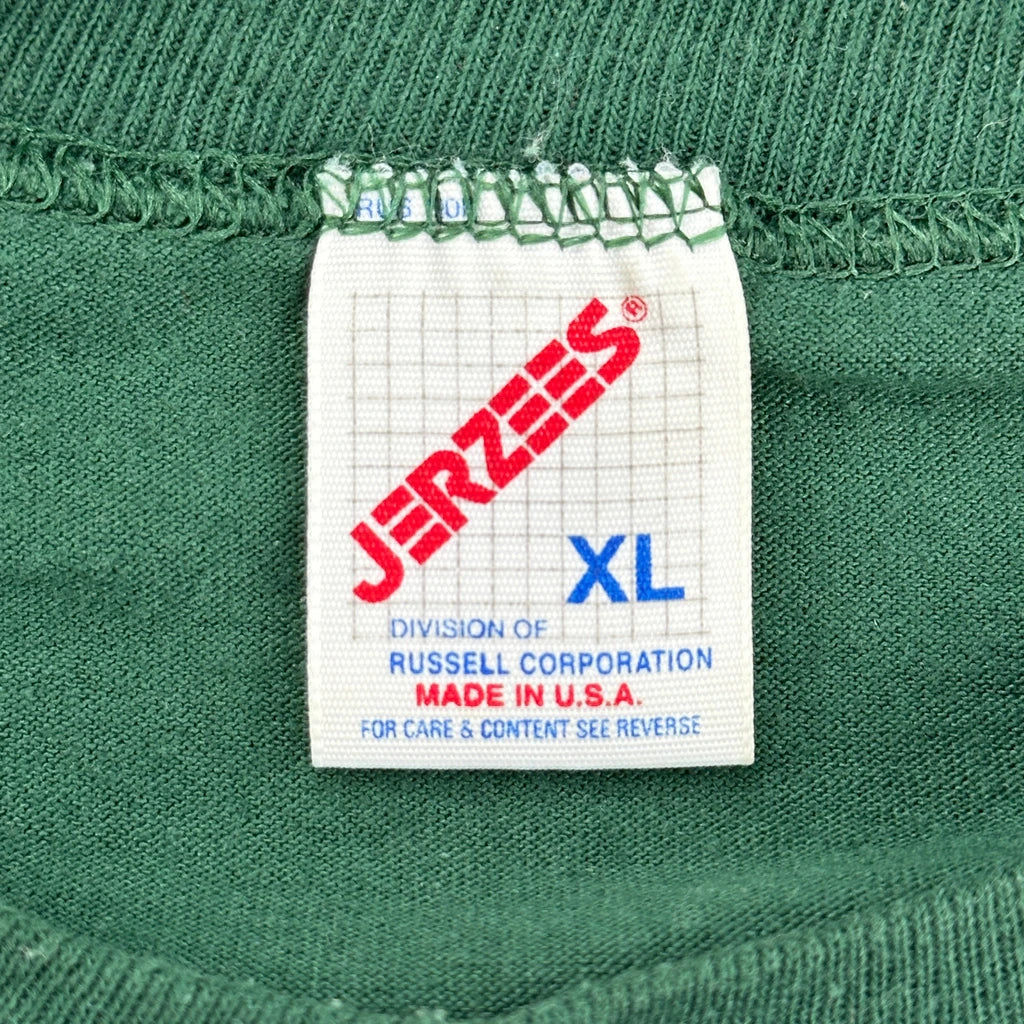 JERZEES®
XL
DIVISION OF
RUSSELL CORPORATION
MADE IN U.S.A.
FOR CARE & CONTENT SEE REVERSE